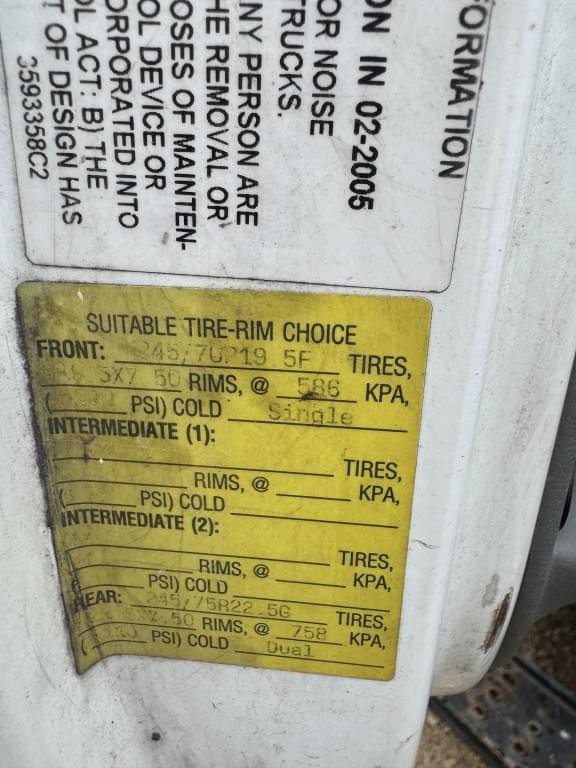 FORMATION
ON IN 02-2005
OR NOISE
TRUCKS.
NY PERSON ARE
HE REMOVAL OR
OSES OF MAINTEN-
OL DEVICE OR
ORPORATED INTO
OL ACT: B) THE
T OF DESIGN HAS
3593358C2
SUITABLE TIRE-RIM CHOICE
FRONT: TIRES,
RIMS, @ 586 KPA,
( PSI) COLD Single
INTERMEDIATE (1):
TIRES,
RIMS, @ KPA,
( PSI) COLD
INTERMEDIATE (2):
TIRES,
RIMS, @ KPA,
( PSI) COLD
REAR: 245/75R22.5G TIRES,
RIMS, @ 758 KPA,
( PSI) COLD Dual